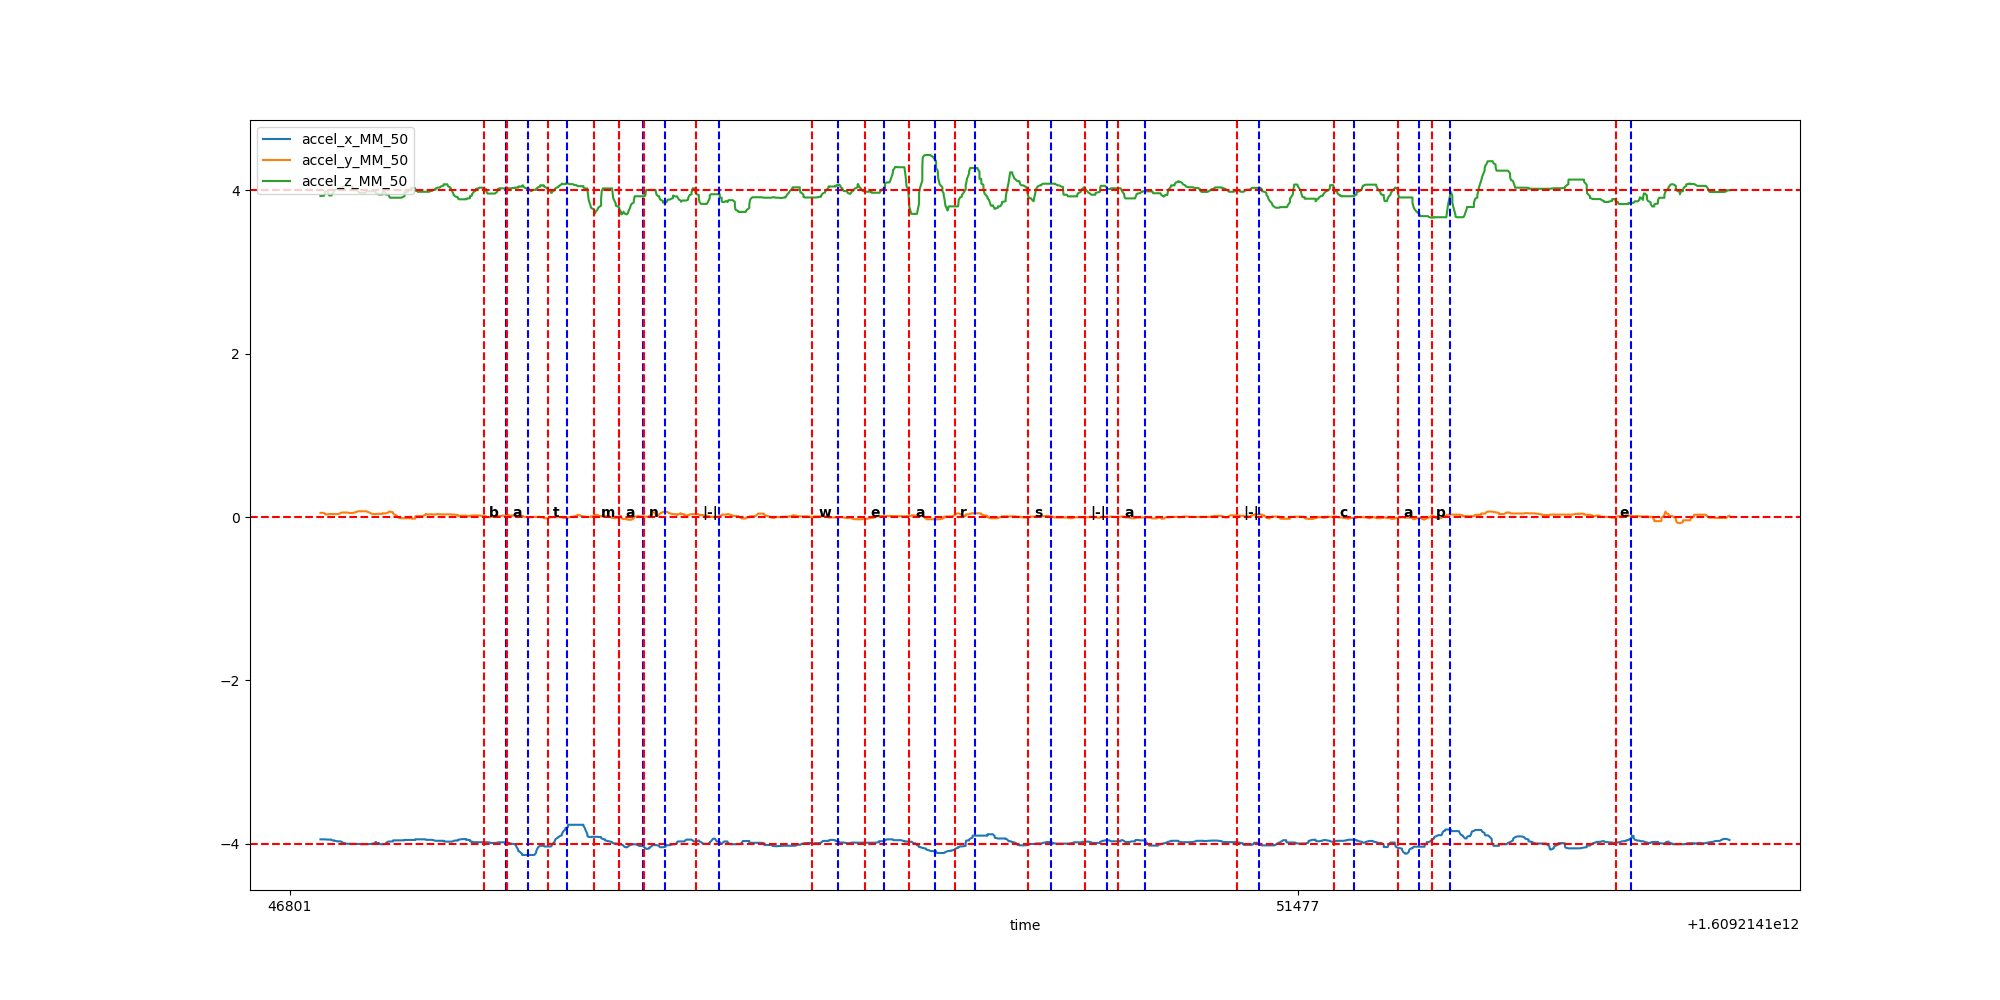 accel_x_MM_50
accel_y_MM_50
accel_z_MM_50
4
2
0
b a t m a n |-| w e a r s |-| a |-| c a p e
−2
−4
46801 51477
time
+1.6092141e12